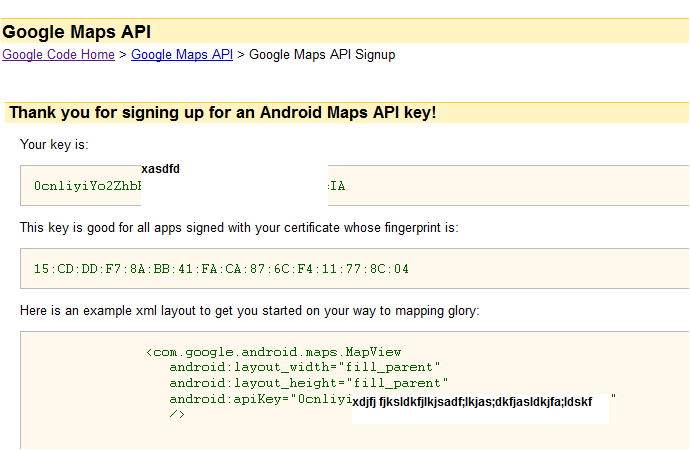 Google Maps API
Google Code Home > Google Maps API > Google Maps API Signup
Thank you for signing up for an Android Maps API key!
Your key is:
xasdfd
0cnliyiYo2Zhb IA
This key is good for all apps signed with your certificate whose fingerprint is:
15:CD:DD:F7:8A:BB:41:FA:CA:87:6C:F4:11:77:8C:04
Here is an example xml layout to get you started on your way to mapping glory:
<com.google.android.maps.MapView
android:layout_width="fill_parent"
android:layout_height="fill_parent"
android:apiKey="0cnliyi xdjfj fjksldkfjlkjsadf;lkjas;dkfjasldkjfa;ldskf "
/>